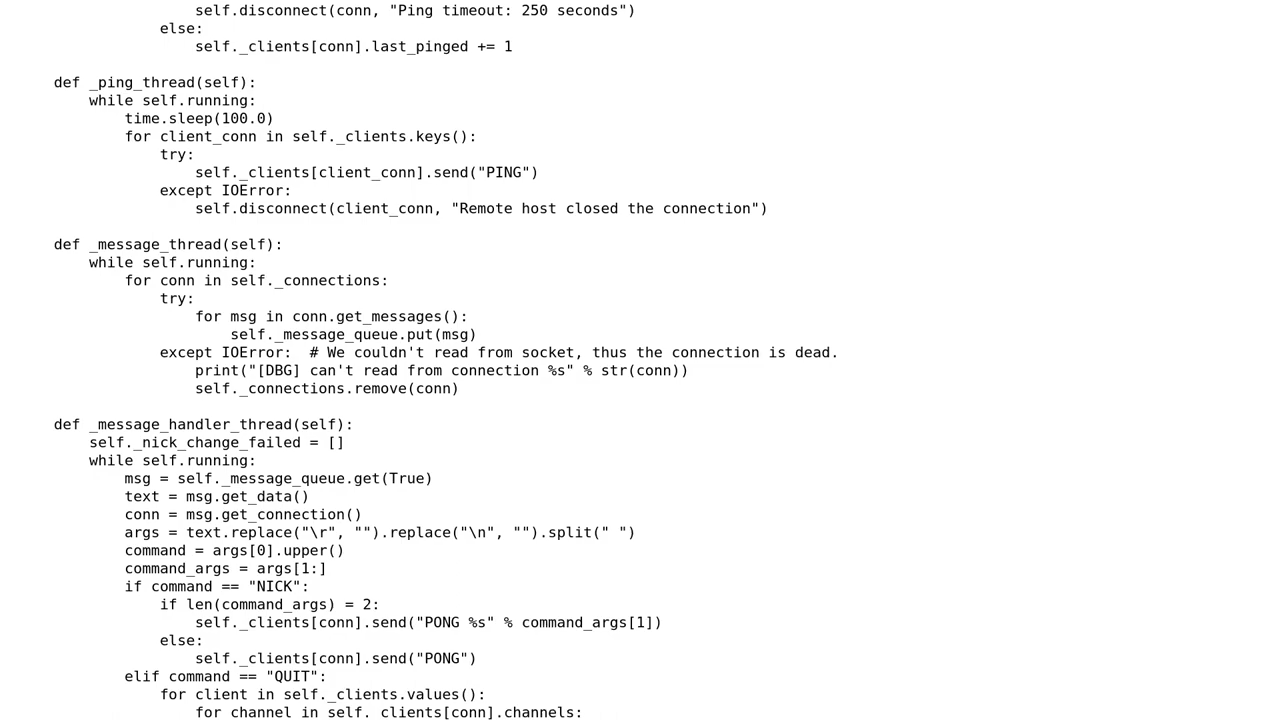 self.disconnect(conn, "Ping timeout: 250 seconds")
            else:
                self._clients[conn].last_pinged += 1

def _ping_thread(self):
    while self.running:
        time.sleep(100.0)
        for client_conn in self._clients.keys():
            try:
                self._clients[client_conn].send("PING")
            except IOError:
                self.disconnect(client_conn, "Remote host closed the connection")

def _message_thread(self):
    while self.running:
        for conn in self._connections:
            try:
                for msg in conn.get_messages():
                    self._message_queue.put(msg)
            except IOError:  # We couldn't read from socket, thus the connection is dead.
                print("[DBG] can't read from connection %s" % str(conn))
                self._connections.remove(conn)

def _message_handler_thread(self):
    self._nick_change_failed = []
    while self.running:
        msg = self._message_queue.get(True)
        text = msg.get_data()
        conn = msg.get_connection()
        args = text.replace("\r", "").replace("\n", "").split(" ")
        command = args[0].upper()
        command_args = args[1:]
        if command == "NICK":
            if len(command_args) = 2:
                self._clients[conn].send("PONG %s" % command_args[1])
            else:
                self._clients[conn].send("PONG")
        elif command == "QUIT":
            for client in self._clients.values():
                for channel in self._clients[conn].channels: